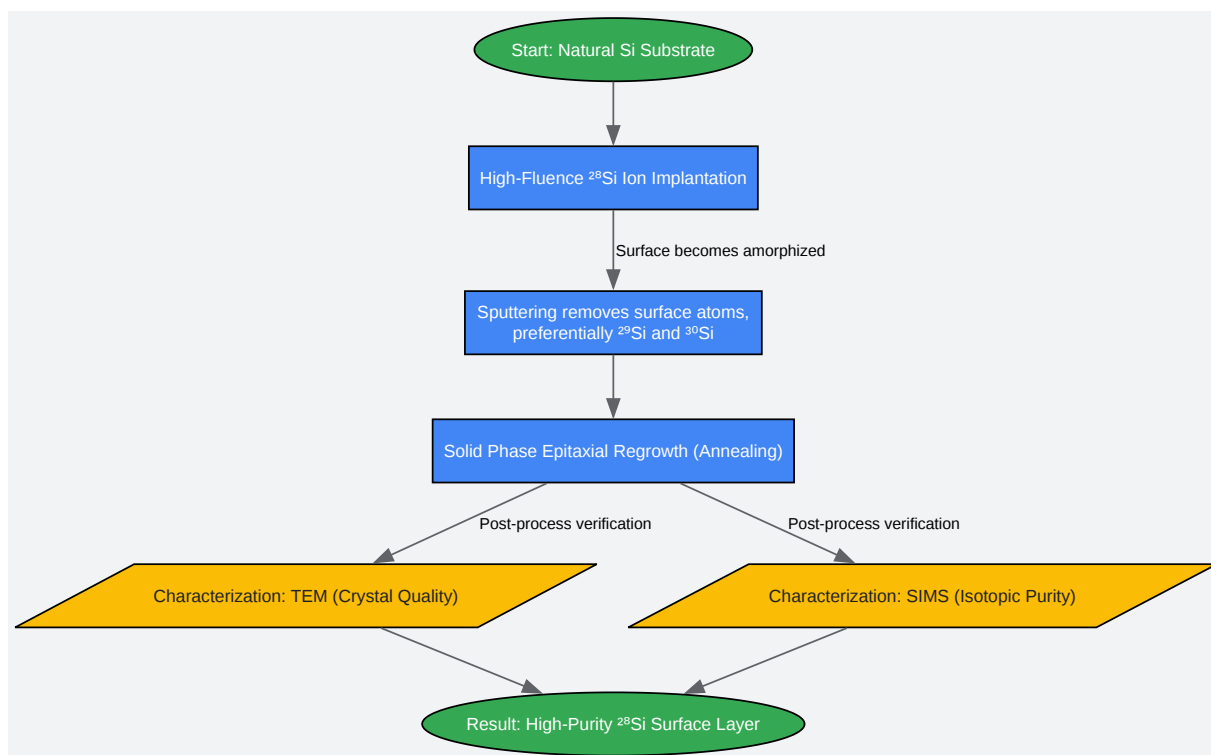 Start: Natural Si Substrate
High-Fluence ²⁸Si Ion Implantation
Surface becomes amorphized
Sputtering removes surface atoms,
preferentially ²⁹Si and ³⁰Si
Solid Phase Epitaxial Regrowth (Annealing)
Post-process verification
Post-process verification
Characterization: TEM (Crystal Quality)
Characterization: SIMS (Isotopic Purity)
Result: High-Purity ²⁸Si Surface Layer